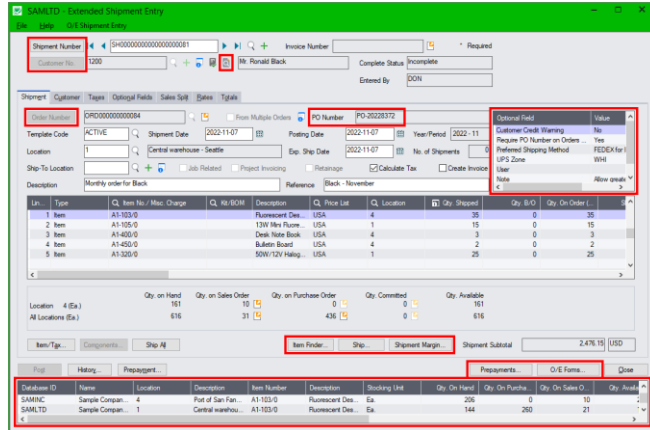 SAMLTD - Extended Shipment Entry
File Help O/E Shipment Entry
Shipment Number SH00000000000000000081 Invoice Number * Required
Customer No. 1200 Mr. Ronald Black Complete Status Incomplete
Entered By DON
Shipment Customer Taxes Optional Fields Sales Split Rates Totals
Order Number ORD000000000084 From Multiple Orders PO Number PO-20228372
Template Code ACTIVE Shipment Date 2022-11-07 Posting Date 2022-11-07 Year/Period 2022 - 11
Location 1 Central warehouse - Seattle Exp. Ship Date 2022-11-07 No. of Shipments 0
Ship-To Location Job Related Project Invoicing Retainage Calculate Tax Create Invoice
Description Monthly order for Black Reference Black - November
Optional Field Value
Customer Credit Warning No
Require PO Number on Orders ... Yes
Preferred Shipping Method FEDEX for
UPS Zone WHI
User
Note Allow greate
Lin... Type Item No./ Misc. Charge Kit/BOM Description Price List Location Qty. Shipped Qty. B/O Qty. On Order (...
1 Item A1-103/0 Fluorescent Des... USA 4 35 0 35
2 Item A1-105/0 13W Mini Fluore... USA 1 15 0 15
3 Item A1-400/0 Desk Note Book USA 4 3 0 3
4 Item A1-450/0 Bulletin Board USA 4 2 0 2
5 Item A1-320/0 50W/12V Halog... USA 1 25 0 25
Qty. on Hand Qty. on Sales Order Qty. on Purchase Order Qty. Committed Qty. Available
Location 4 (Ea.) 161 10 0 0 161
All Locations (Ea.) 616 31 436 0 616
Item/Tax... Components... Ship All Item Finder... Ship... Shipment Margin... Shipment Subtotal 2,476.15 USD
Post History... Prepayment... Prepayments... O/E Forms... Close
Database ID Name Location Description Item Number Description Stocking Unit Qty. On Hand Qty. On Purcha... Qty. On Sales O... Qty. Availa
SAMINC Sample Compan... 4 Port of San Fran... A1-103/0 Fluorescent Des... Ea. 206 0 10
SAMLTD Sample Compan... 1 Central warehou... A1-103/0 Fluorescent Des... Ea. 144 260 21